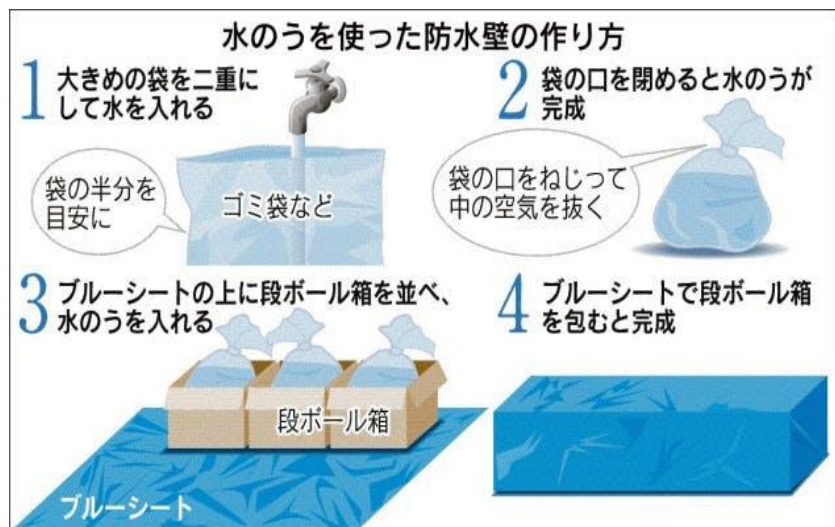 水のうを使った防水壁の作り方
1 大きめの袋を二重に
して水を入れる
袋の半分を
目安に
ゴミ袋など
2 袋の口を閉めると水のうが
完成
袋の口をねじって
中の空気を抜く
3 ブルーシートの上に段ボール箱を並べ、
水のうを入れる
段ボール箱
ブルーシート
4 ブルーシートで段ボール箱
を包むと完成